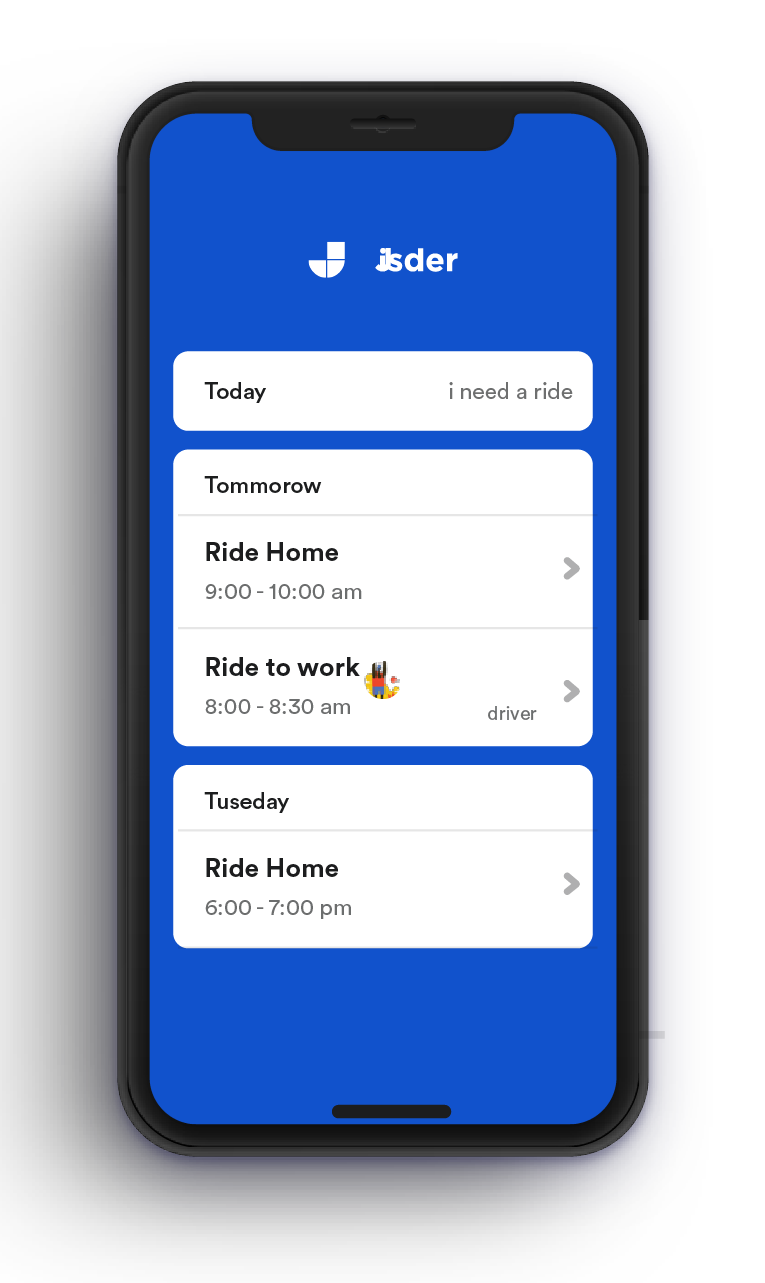 Today
i need a ride
Tommorow
Ride Home
9:00 - 10:00 am
Ride to work
8:00 - 8:30 am
driver
Tuseday
Ride Home
6:00 - 7:00 pm